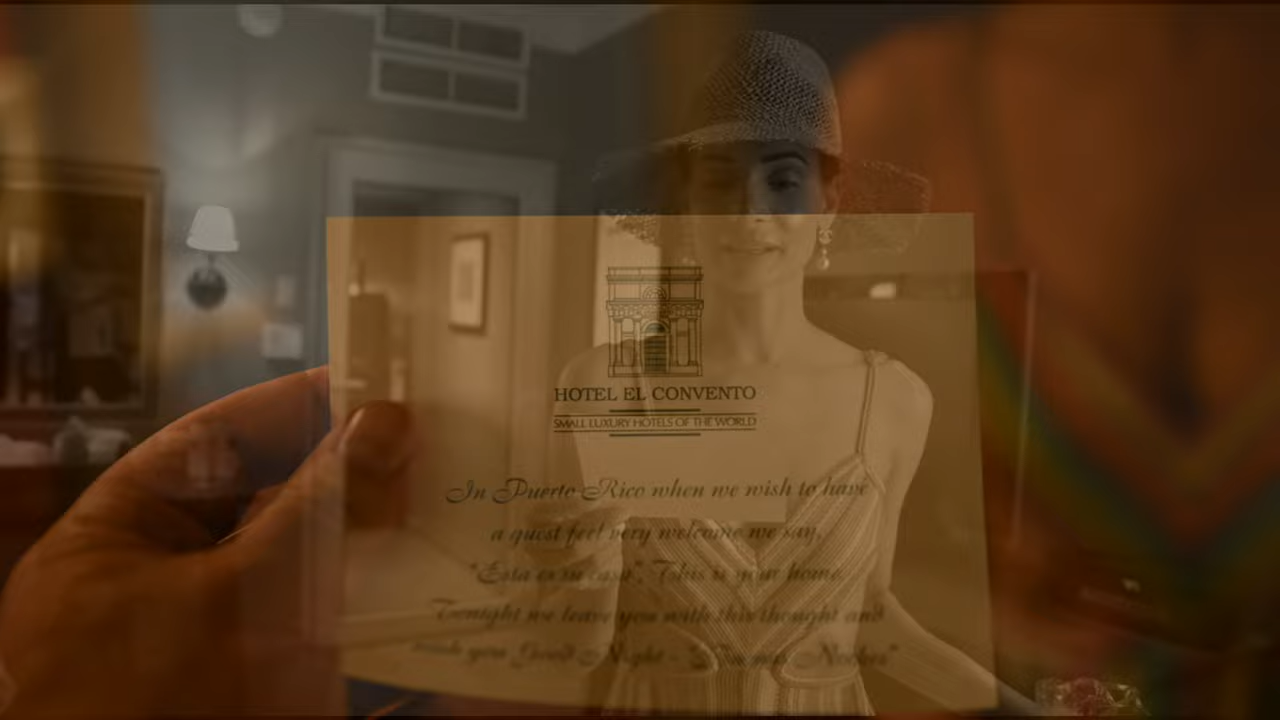 HOTEL EL CONVENTO
SMALL LUXURY HOTELS OF THE WORLD
In Puerto Rico when we wish to have
a guest feel very welcome we say,
"Esta es su casa", This is your home.
Tonight we leave you with this thought and
you Good Night - Noches"